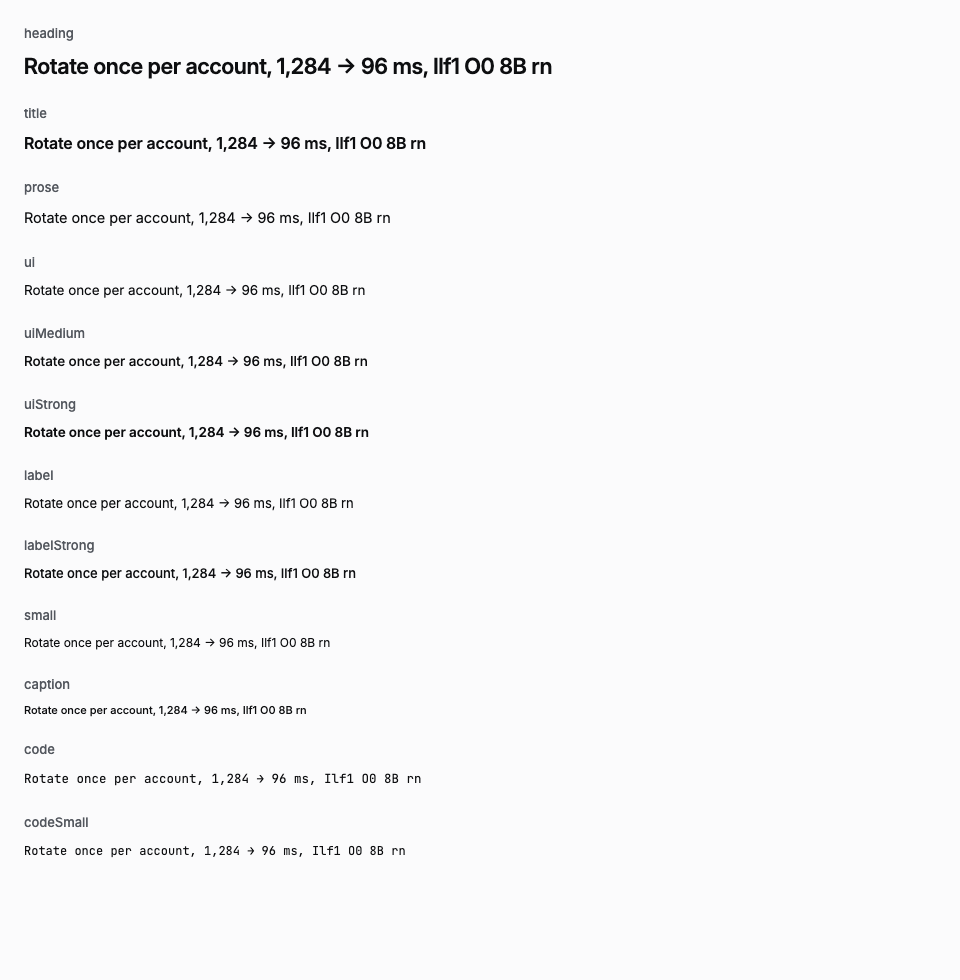 heading
Rotate once per account, 1,284 → 96 ms, Ilf1 O0 8B rn
title
Rotate once per account, 1,284 → 96 ms, Ilf1 O0 8B rn
prose
Rotate once per account, 1,284 → 96 ms, Ilf1 O0 8B rn
ui
Rotate once per account, 1,284 → 96 ms, Ilf1 O0 8B rn
uiMedium
Rotate once per account, 1,284 → 96 ms, Ilf1 O0 8B rn
uiStrong
Rotate once per account, 1,284 → 96 ms, Ilf1 O0 8B rn
label
Rotate once per account, 1,284 → 96 ms, Ilf1 O0 8B rn
labelStrong
Rotate once per account, 1,284 → 96 ms, Ilf1 O0 8B rn
small
Rotate once per account, 1,284 → 96 ms, Ilf1 O0 8B rn
caption
Rotate once per account, 1,284 → 96 ms, Ilf1 O0 8B rn
code
Rotate once per account, 1,284 → 96 ms, Ilf1 O0 8B rn
codeSmall
Rotate once per account, 1,284 → 96 ms, Ilf1 O0 8B rn